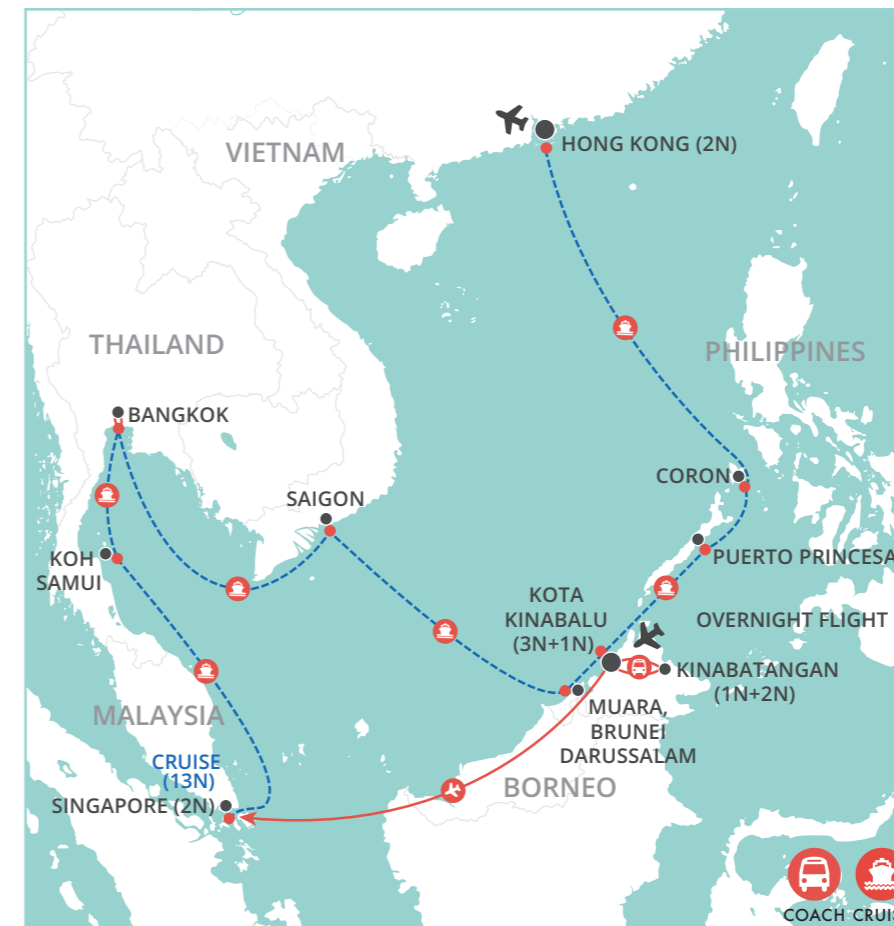 VIETNAM
HONG KONG (2N)
THAILAND
PHILIPPINES
BANGKOK
CORON
SAIGON
KOH
SAMUI
PUERTO PRINCESA
KOTA
KINABALU
(3N+1N)
OVERNIGHT FLIGHT
KINABATANGAN
(1N+2N)
MUARA,
BRUNEI
DARUSSALAM
MALAYSIA
CRUISE
(13N)
SINGAPORE (2N)
BORNEO
COACH CRUIS